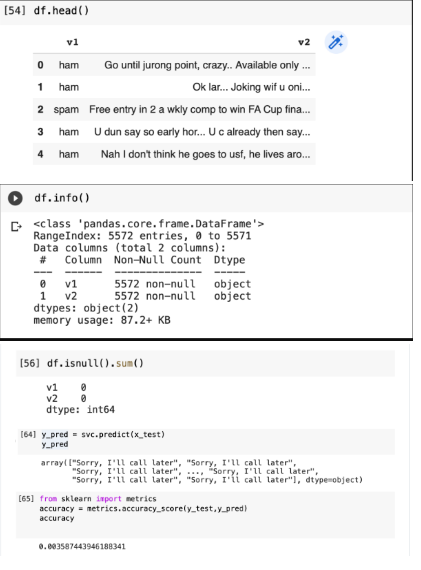 [54] df.head()
v1 v2
0 ham Go until jurong point, crazy.. Available only ...
1 ham Ok lar... Joking wif u oni...
2 spam Free entry in 2 a wkly comp to win FA Cup fina...
3 ham U dun say so early hor... U c already then say...
4 ham Nah I don't think he goes to usf, he lives aro...
df.info()
<class 'pandas.core.frame.DataFrame'>
RangeIndex: 5572 entries, 0 to 5571
Data columns (total 2 columns):
# Column Non-Null Count Dtype
--- ------ -------------- -----
0 v1 5572 non-null object
1 v2 5572 non-null object
dtypes: object(2)
memory usage: 87.2+ KB
[56] df.isnull().sum()
v1 0
v2 0
dtype: int64
[64] y_pred = svc.predict(x_test)
y_pred
array(["Sorry, I'll call later", "Sorry, I'll call later",
"Sorry, I'll call later", ..., "Sorry, I'll call later",
"Sorry, I'll call later", "Sorry, I'll call later"], dtype=object)
[65] from sklearn import metrics
accuracy = metrics.accuracy_score(y_test,y_pred)
accuracy
0.003587443946188341